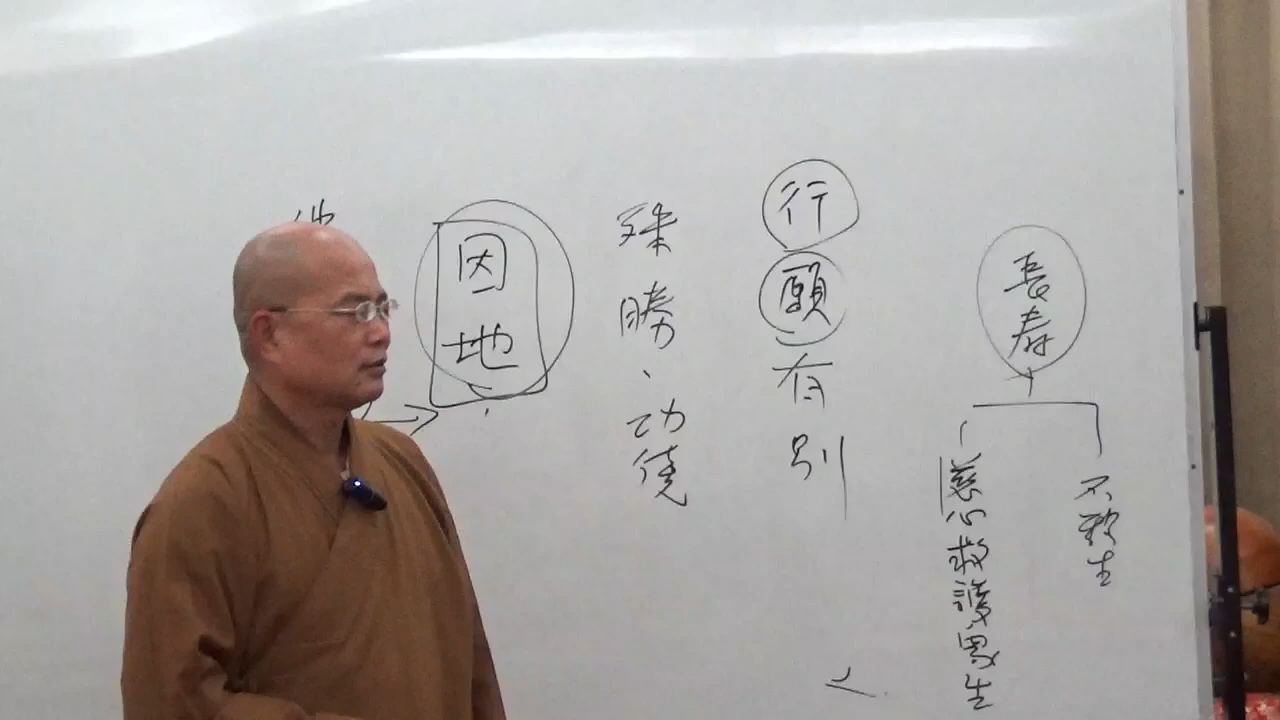 長寿
不殺生
慈心救護眾生
行願有別
殊勝、功德
因地